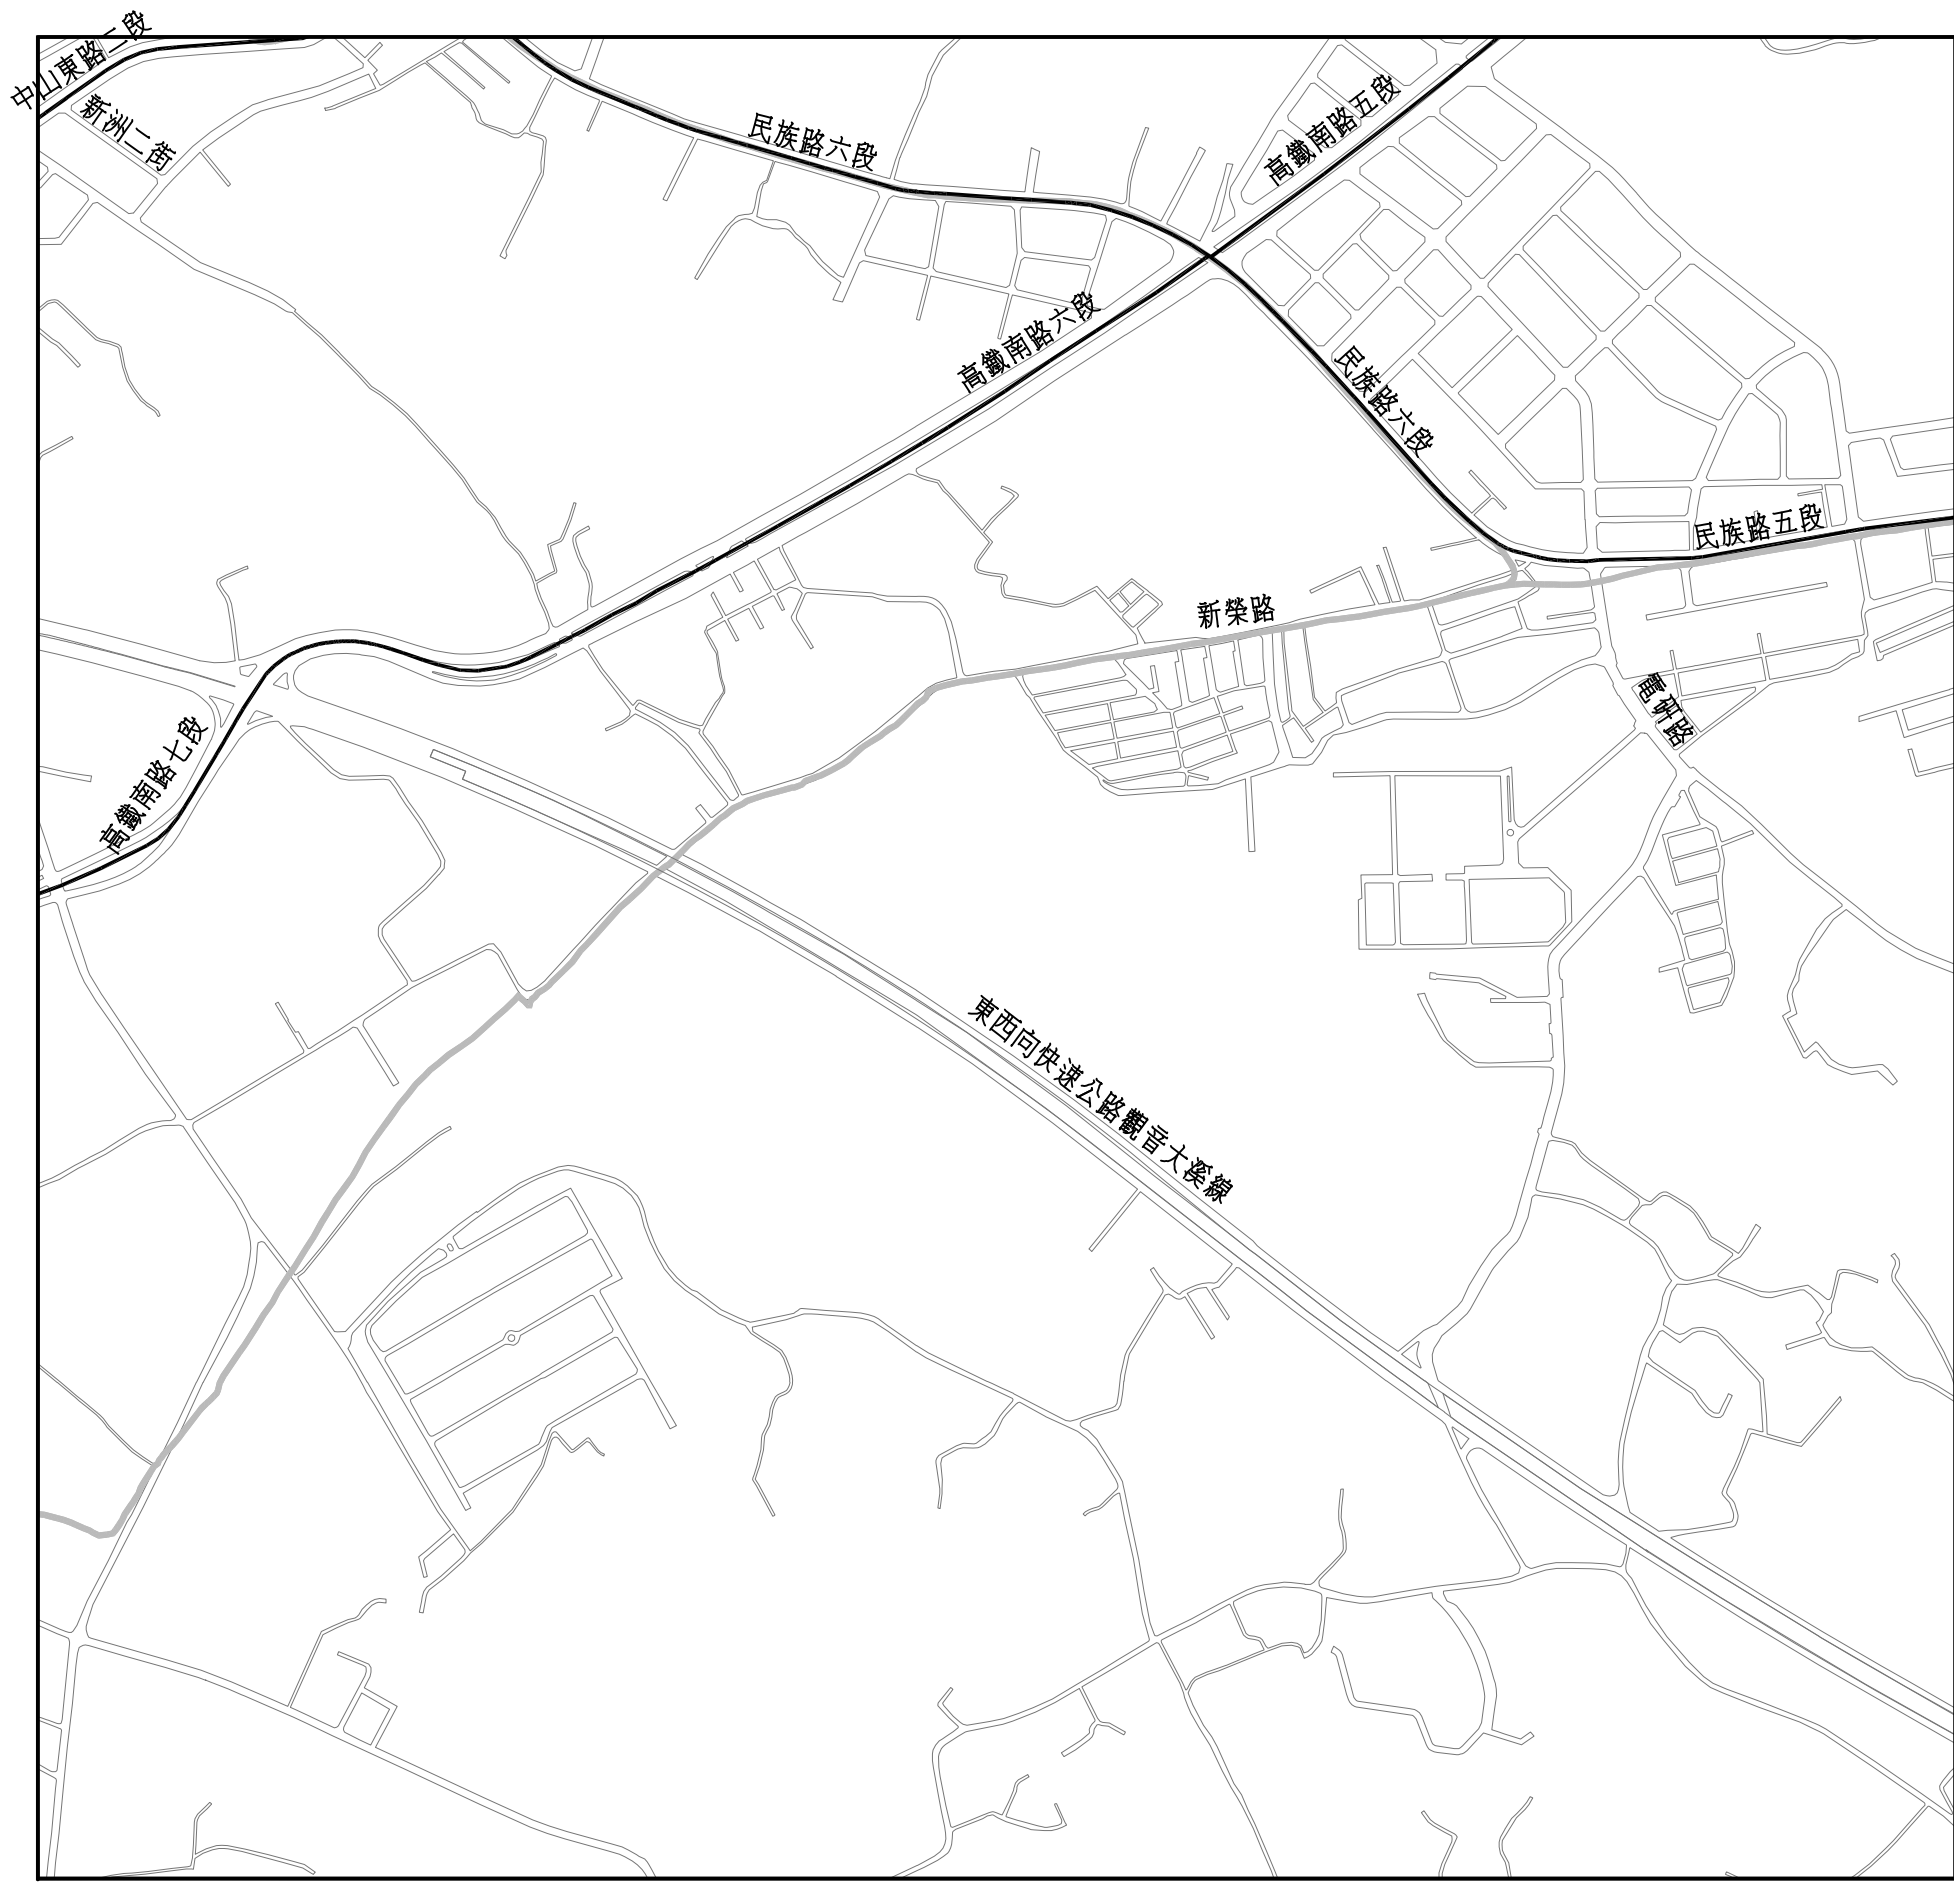 中山東路二段
新洲二街
民族路六段
高鐵南路五段
高鐵南路六段
民族路六段
民族路五段
新榮路
電研路
高鐵南路七段
東西向快速公路觀音大溪線